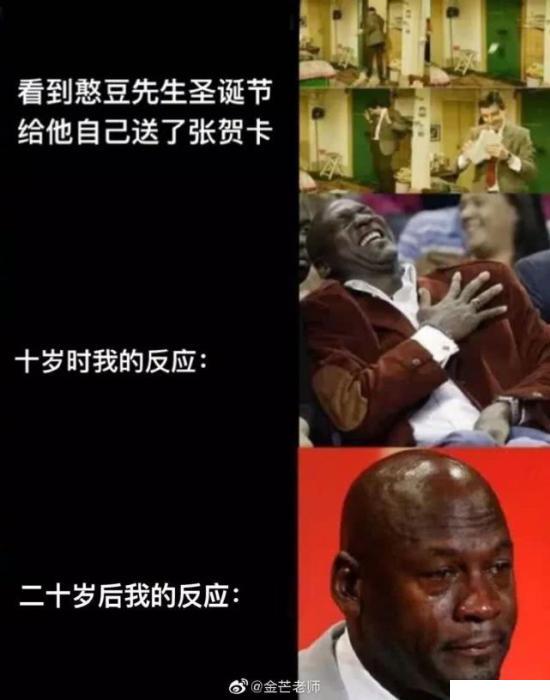 看到憨豆先生圣诞节
给他自己送了张贺卡
十岁时我的反应：
二十岁后我的反应：
@金芒老师